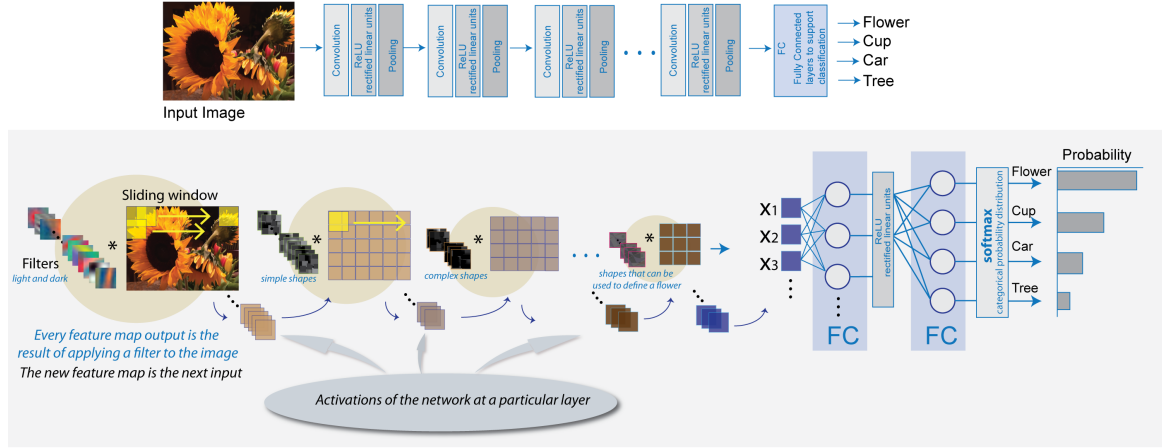 Input Image
Convolution
ReLU
rectified linear units
Pooling
Convolution
ReLU
rectified linear units
Pooling
Convolution
ReLU
rectified linear units
Pooling
Convolution
ReLU
rectified linear units
Pooling
FC
Fully Connected
layers to support
classification
Flower
Cup
Car
Tree
Sliding window
Filters
light and dark
*
simple shapes
*
complex shapes
*
shapes that can be
used to define a flower
*
Every feature map output is the
result of applying a filter to the image
The new feature map is the next input
Activations of the network at a particular layer
X1
X2
X3
FC
ReLU
rectified linear units
FC
softmax
categorical probability distribution
Flower
Cup
Car
Tree
Probability